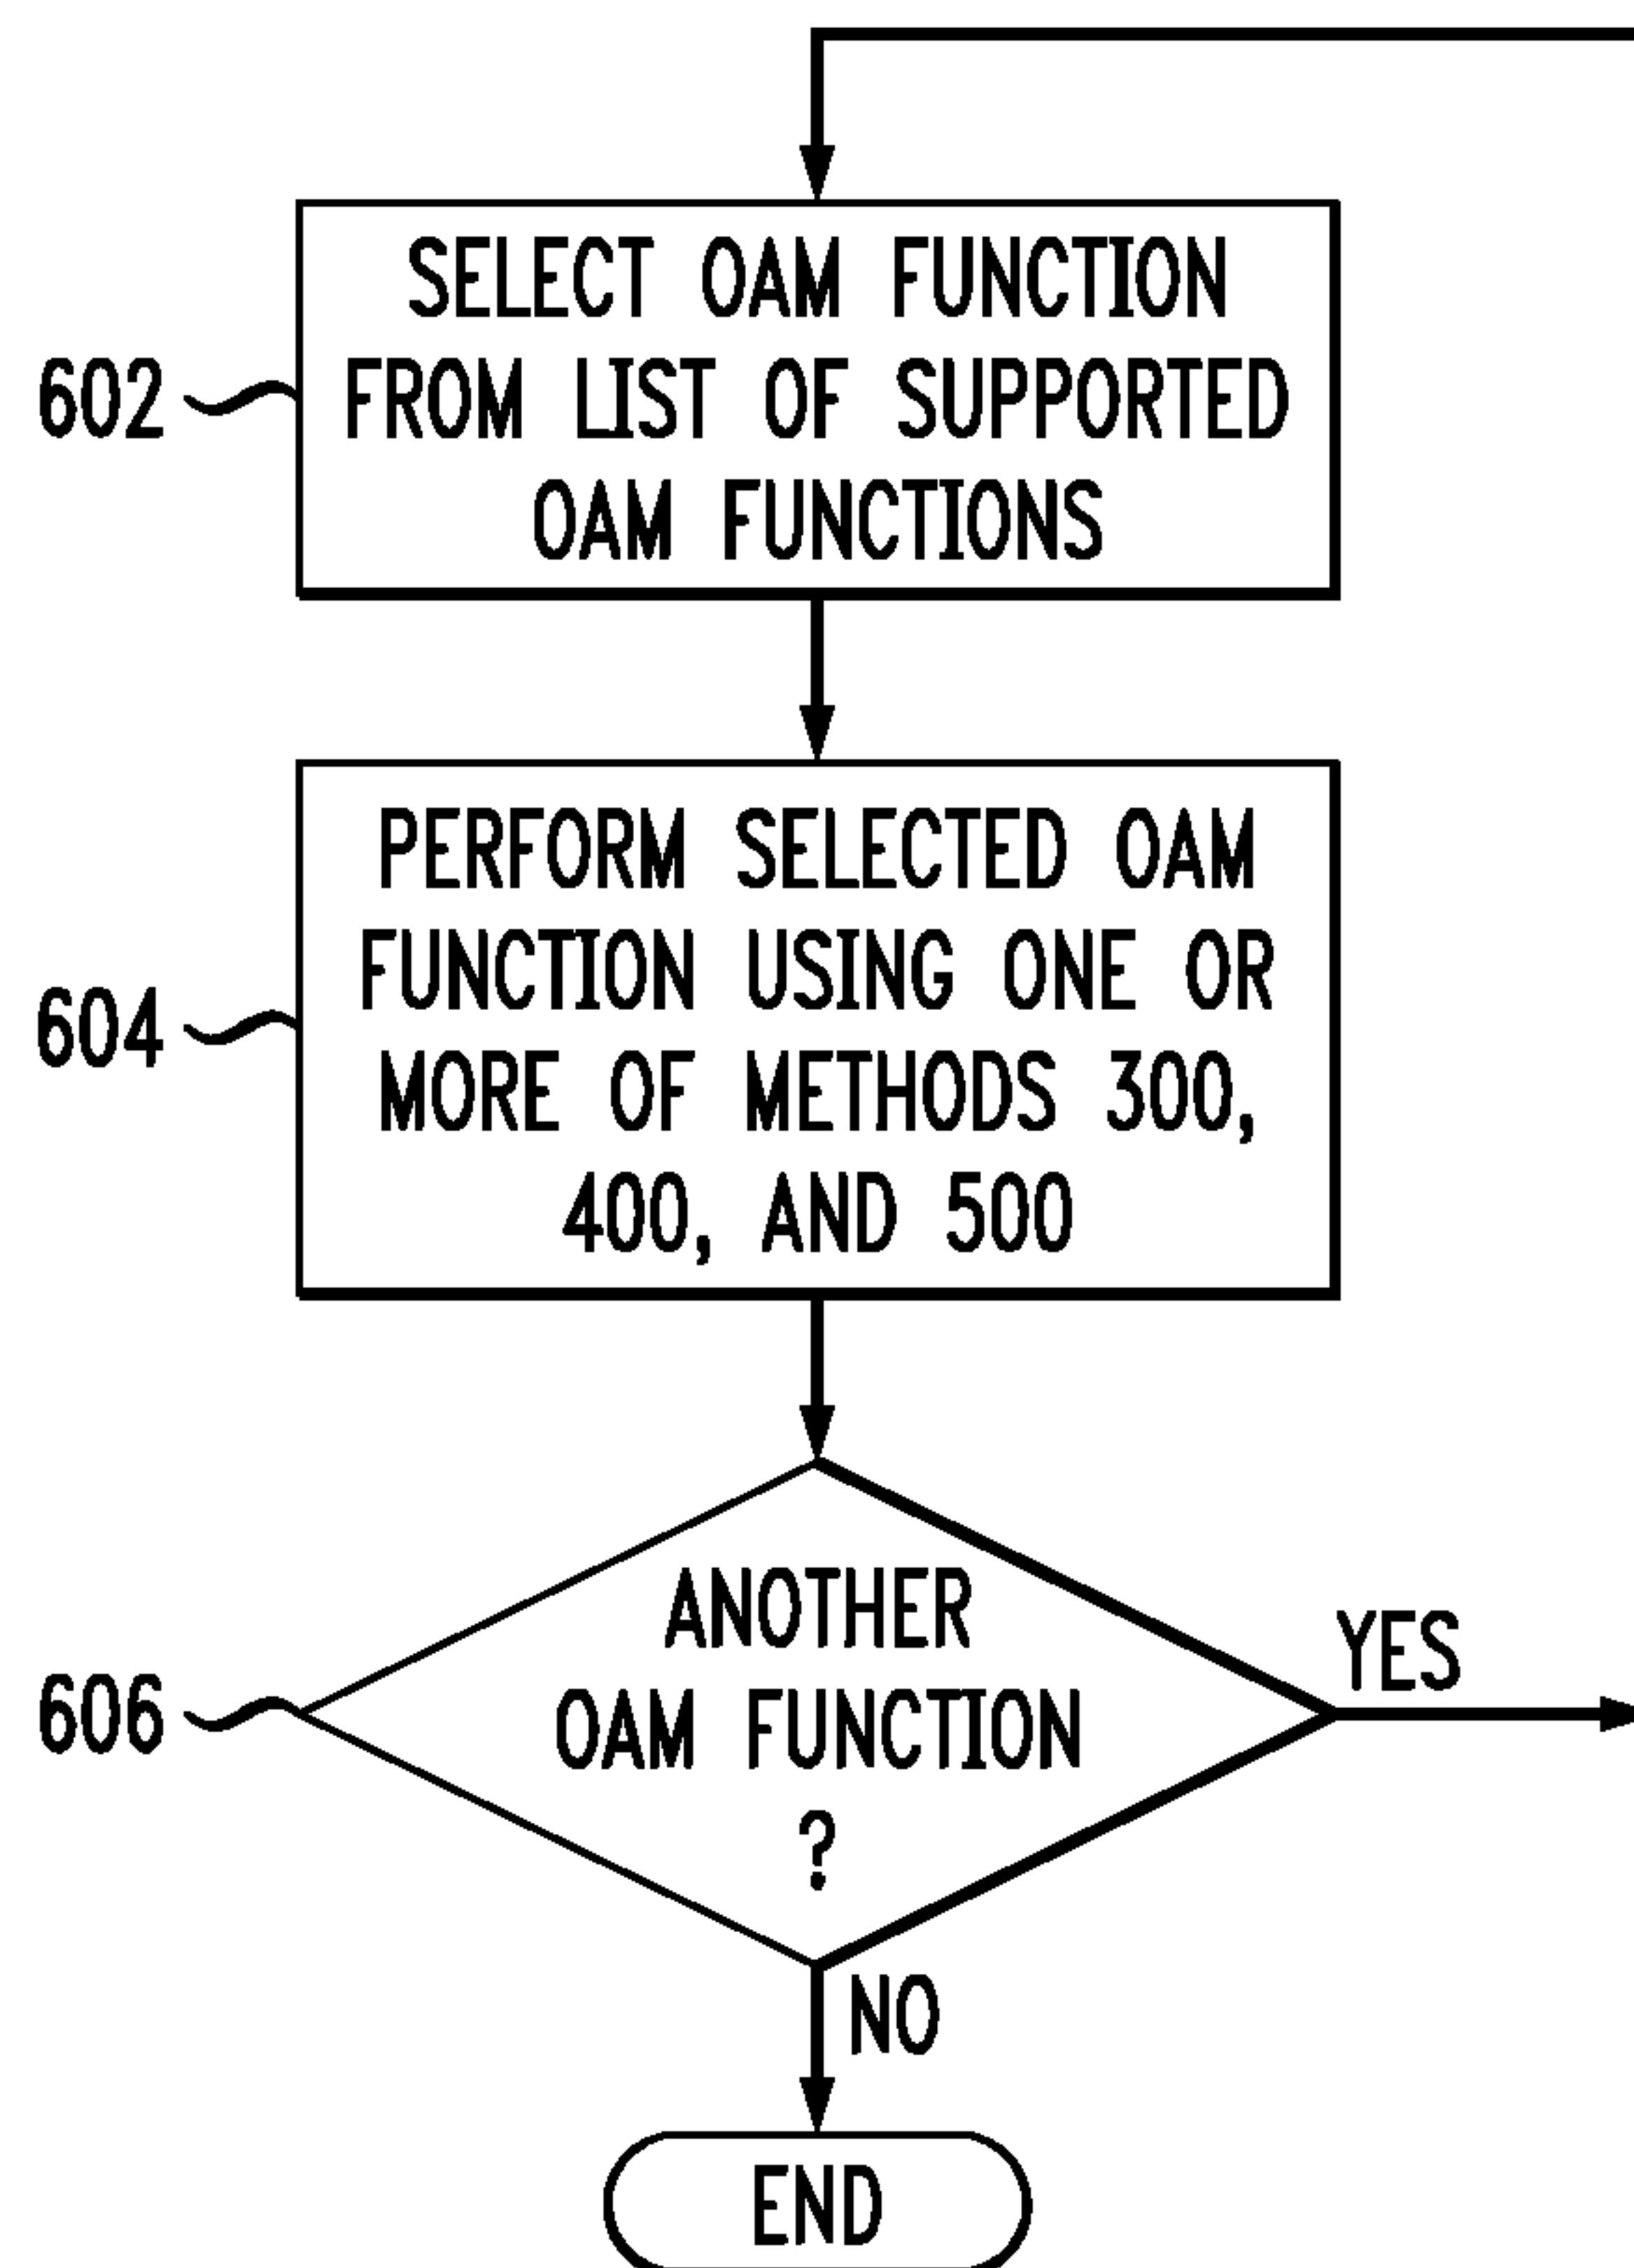 SELECT OAM FUNCTION
FROM LIST OF SUPPORTED
OAM FUNCTIONS
602
PERFORM SELECTED OAM
FUNCTION USING ONE OR
MORE OF METHODS 300,
400, AND 500
604
ANOTHER
OAM FUNCTION
?
606
YES
NO
END